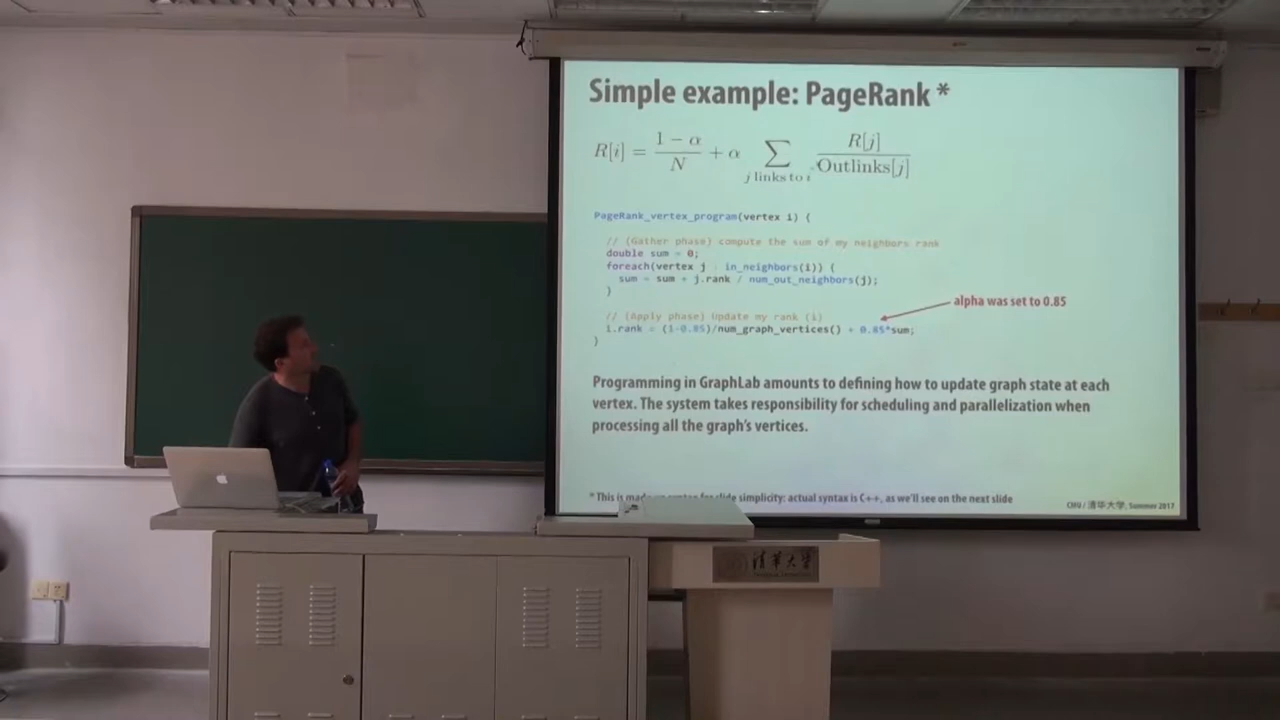 Simple example: PageRank *
R[i] = \frac{1 - α}{N} + α \sum_{j links to i} \frac{R[j]}{Outlinks[j]}
PageRank_vertex_program(vertex i) {
// (Gather phase) compute the sum of my neighbors rank
double sum = 0;
foreach(vertex j : in_neighbors(i)) {
sum = sum + j.rank / num_out_neighbors(j);
}
// (Apply phase) Update my rank (i)
i.rank = (1-0.85)/num_graph_vertices() + 0.85*sum;
}
alpha was set to 0.85
Programming in GraphLab amounts to defining how to update graph state at each
vertex. The system takes responsibility for scheduling and parallelization when
processing all the graph's vertices.
* This is made up syntax for slide simplicity: actual syntax is C++, as we'll see on the next slide
CMU / 清华大学, Summer 2017
清华大学